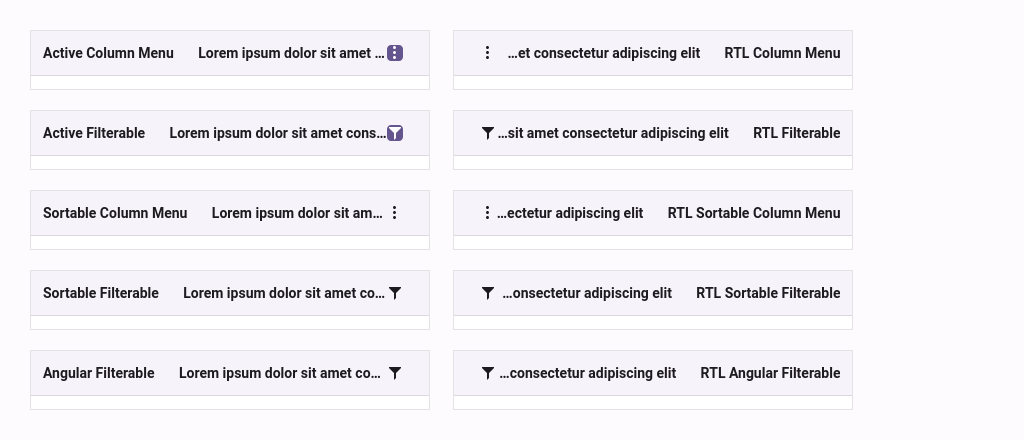 Active Column Menu Lorem ipsum dolor sit amet ...
...et consectetur adipiscing elit RTL Column Menu
Active Filterable Lorem ipsum dolor sit amet cons...
...sit amet consectetur adipiscing elit RTL Filterable
Sortable Column Menu Lorem ipsum dolor sit am...
...ectetur adipiscing elit RTL Sortable Column Menu
Sortable Filterable Lorem ipsum dolor sit amet co...
...onsectetur adipiscing elit RTL Sortable Filterable
Angular Filterable Lorem ipsum dolor sit amet co...
...consectetur adipiscing elit RTL Angular Filterable